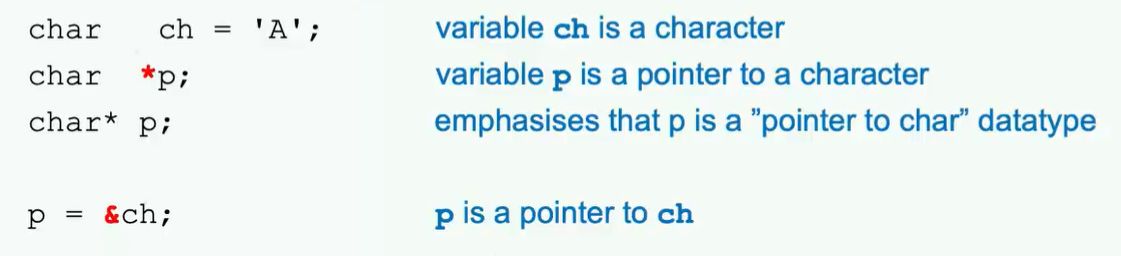 char   ch = 'A';   variable ch is a character
char  *p;   variable p is a pointer to a character
char* p;   emphasises that p is a ”pointer to char” datatype
p = &ch;   p is a pointer to ch